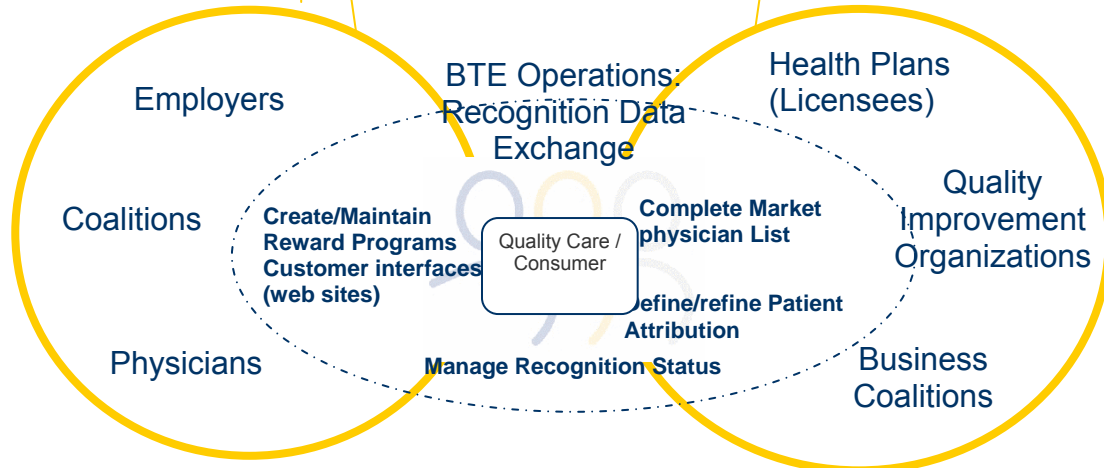 Employers
Coalitions
Physicians
BTE Operations:
Recognition Data
Exchange
Create/Maintain
Reward Programs
Customer interfaces
(web sites)
Quality Care /
Consumer
Complete Market
physician List
efine/refine Patient
Attribution
Manage Recognition Status
Health Plans
(Licensees)
Quality
Improvement
Organizations
Business
Coalitions